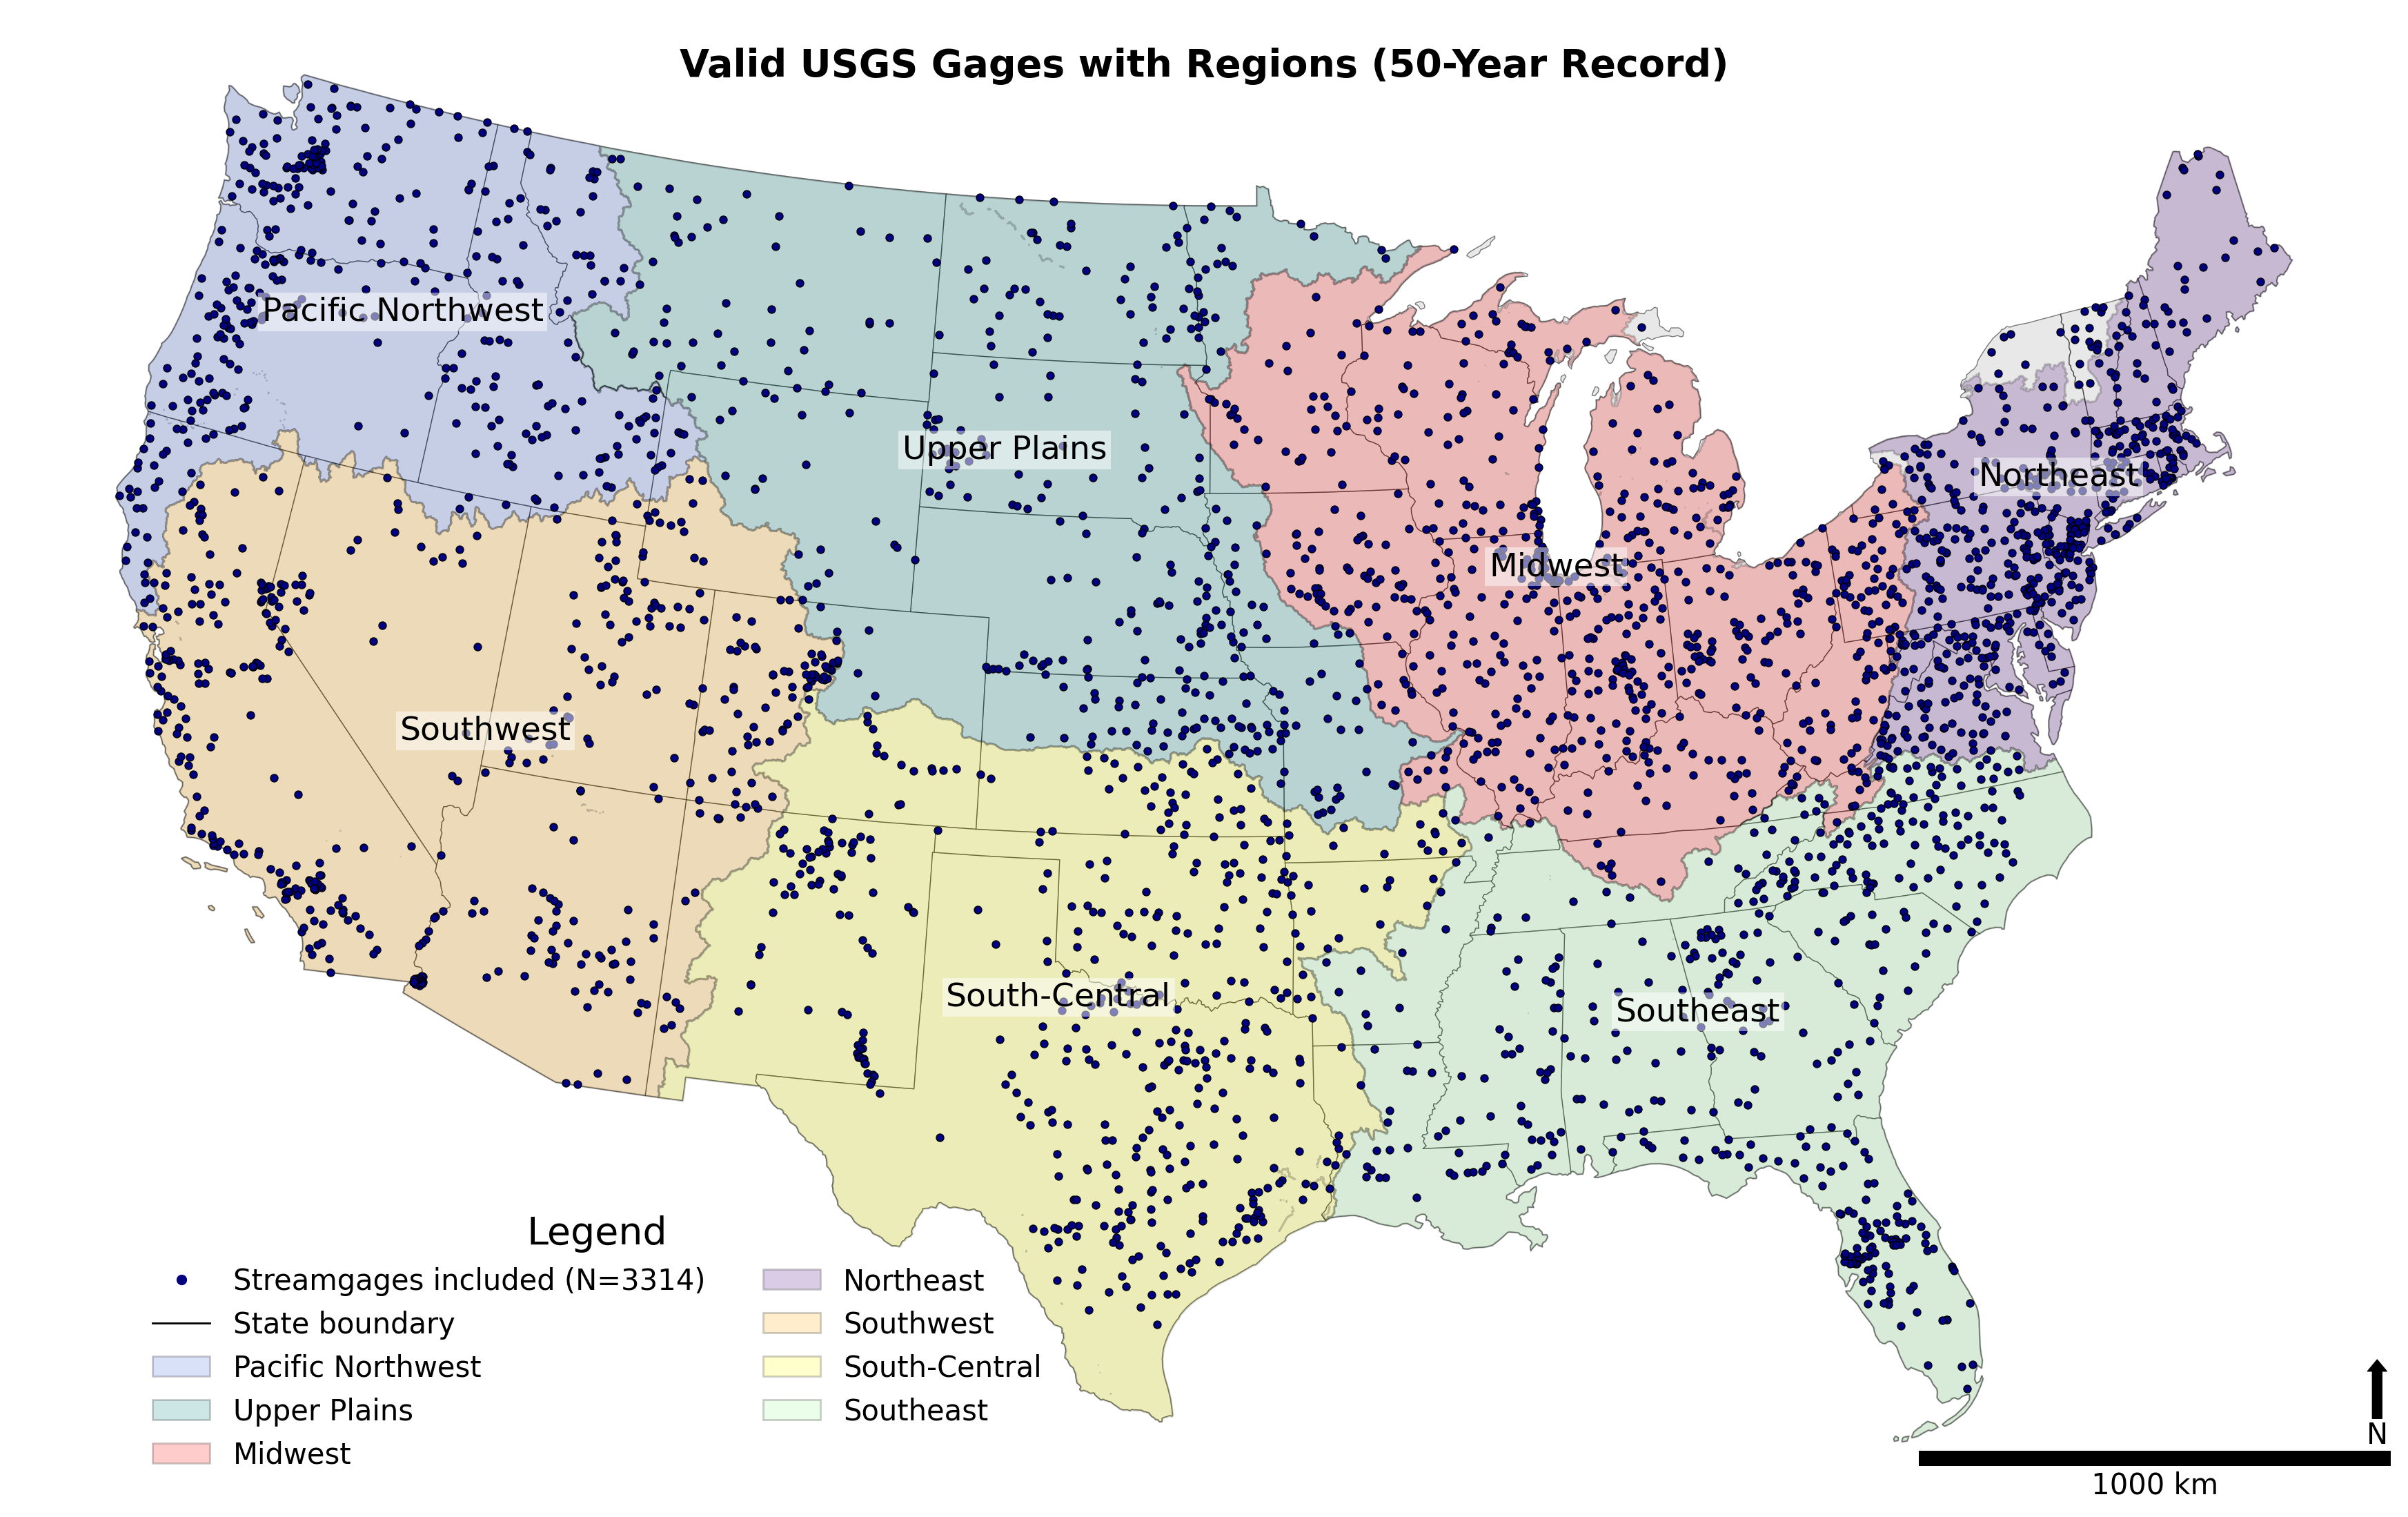 Valid USGS Gages with Regions (50-Year Record)
Pacific Northwest
Upper Plains
Northeast
Midwest
Southwest
South-Central
Southeast
Legend
Streamgages included (N=3314)
State boundary
Pacific Northwest
Upper Plains
Midwest
Northeast
Southwest
South-Central
Southeast
N
1000 km